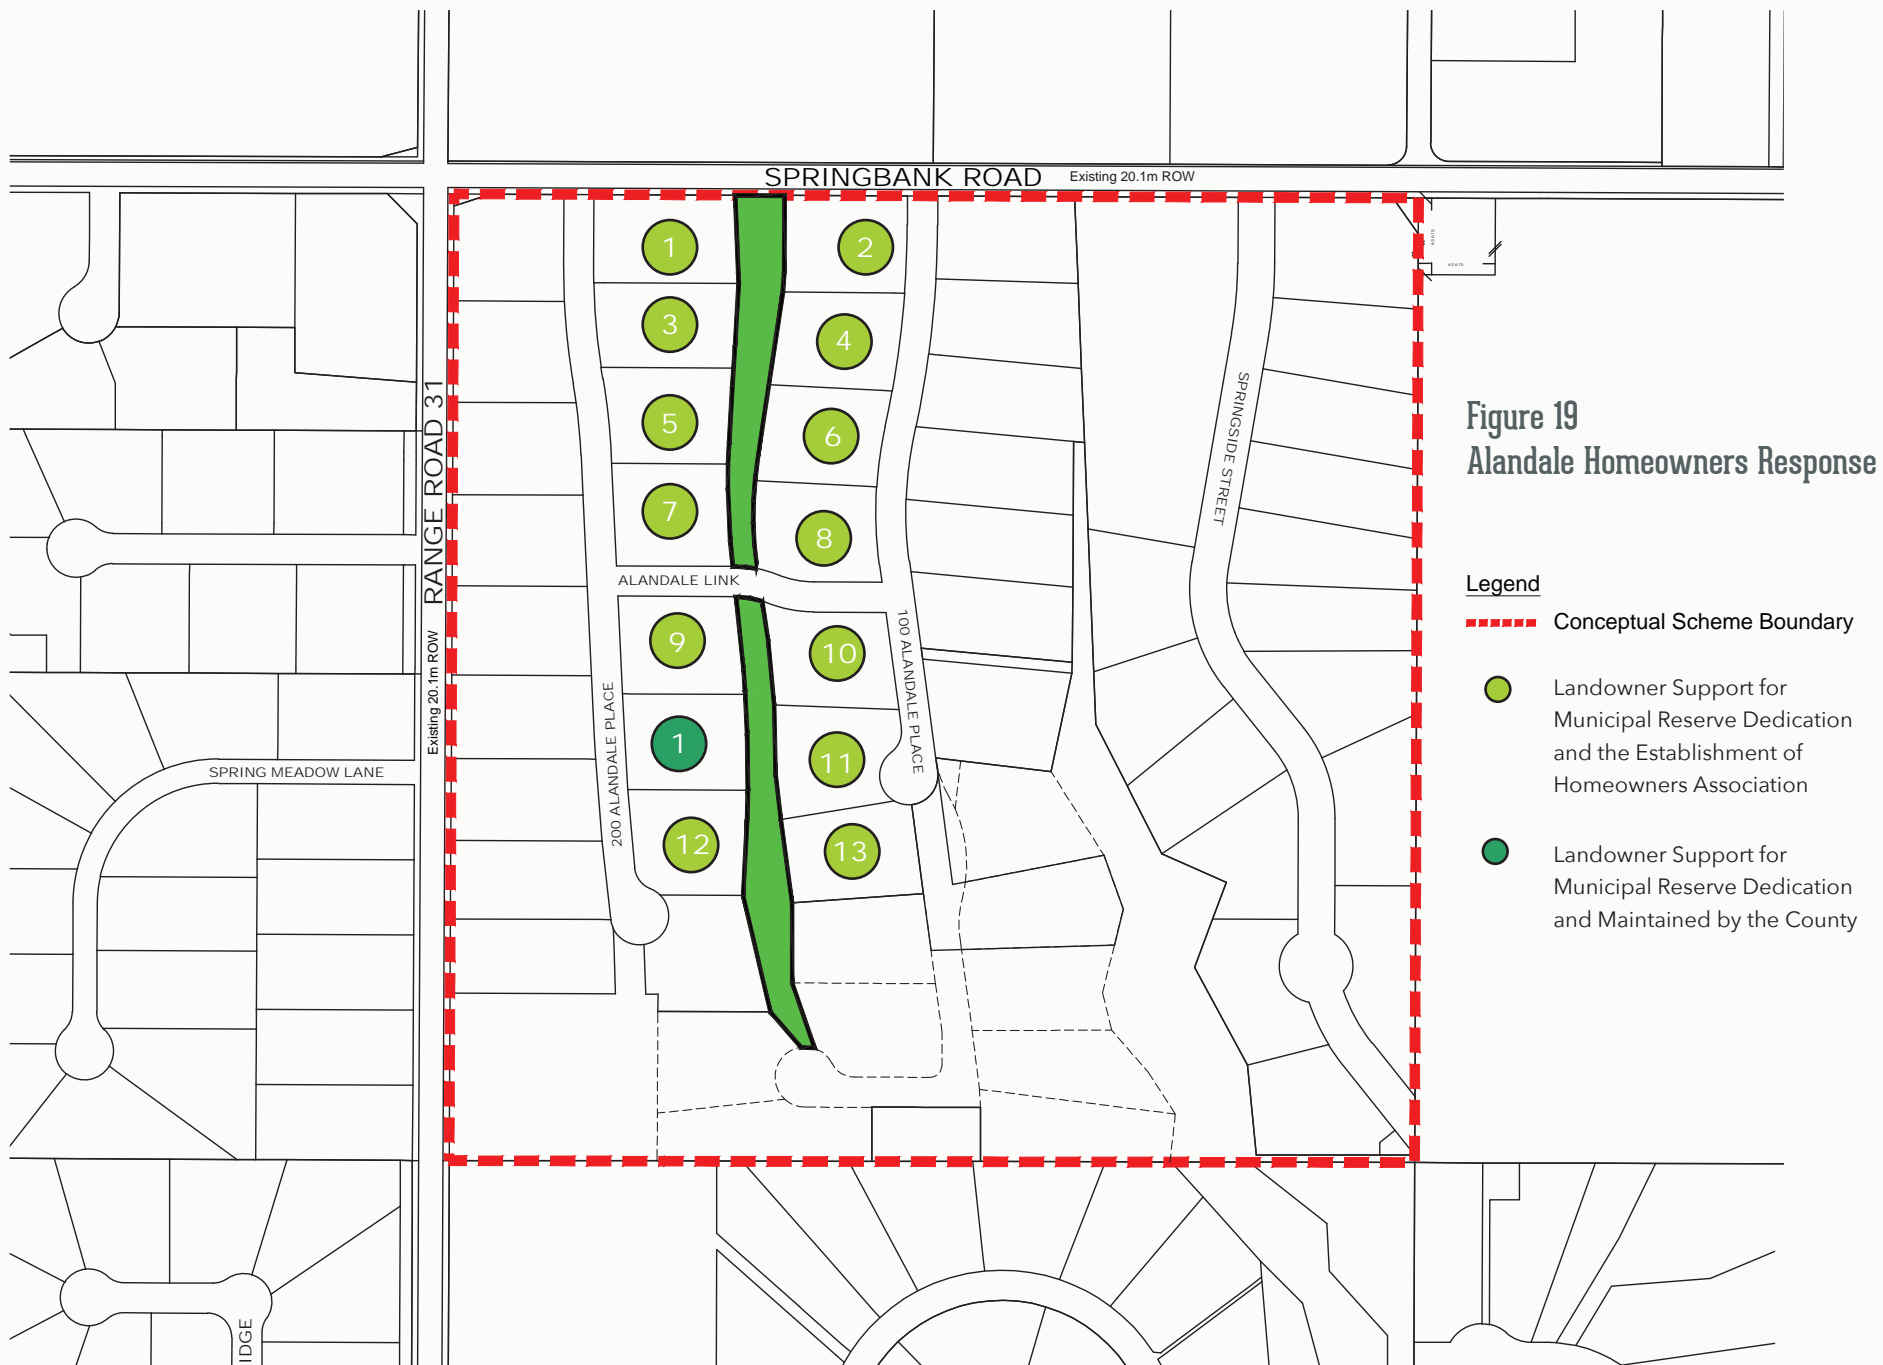 SPRINGBANK ROAD Existing 20.1m ROW
1
2
3
4
5
6
7
8
ALANDALE LINK
9
10
1
11
12
13
RANGE ROAD 31
Existing 20.1m ROW
200 ALANDALE PLACE
100 ALANDALE PLACE
SPRINGSIDE STREET
SPRING MEADOW LANE
IDGE
Figure 19
Alandale Homeowners Response
Legend
Conceptual Scheme Boundary
Landowner Support for
Municipal Reserve Dedication
and the Establishment of
Homeowners Association
Landowner Support for
Municipal Reserve Dedication
and Maintained by the County